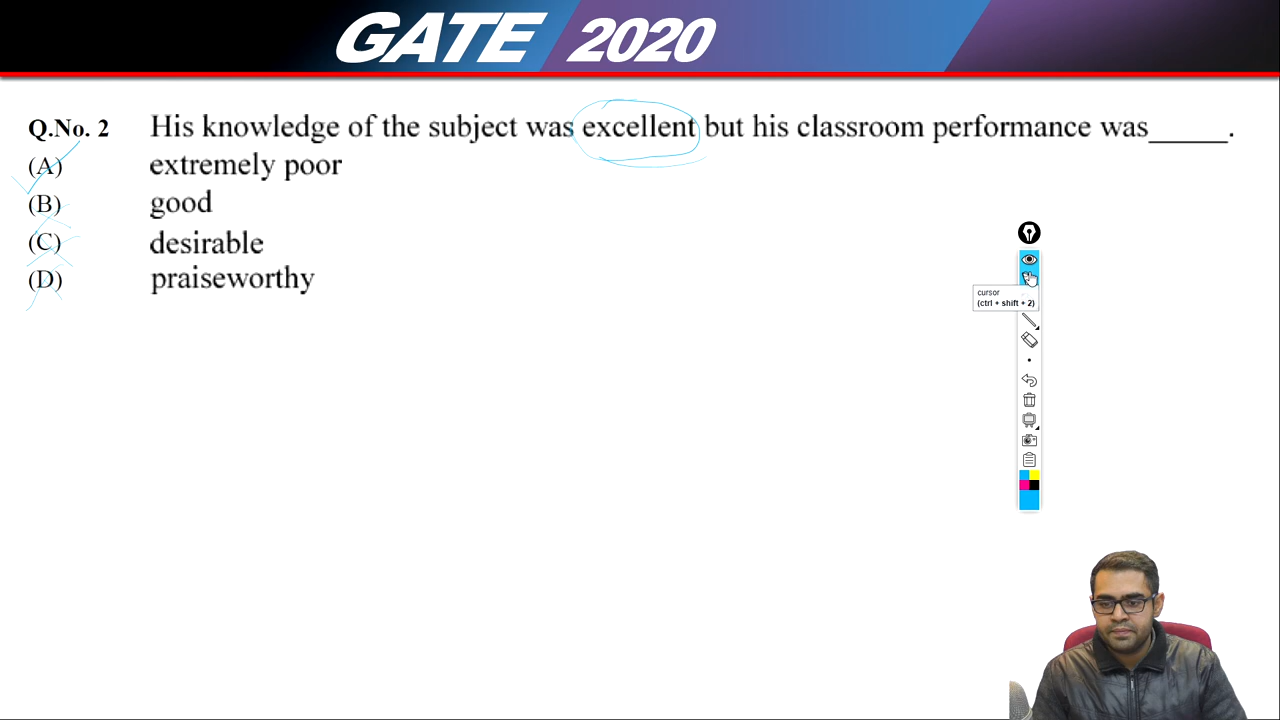 GATE 2020
Q.No. 2 His knowledge of the subject was excellent but his classroom performance was______.
(A) extremely poor
(B) good
(C) desirable
(D) praiseworthy
cursor
(ctrl + shift + 2)